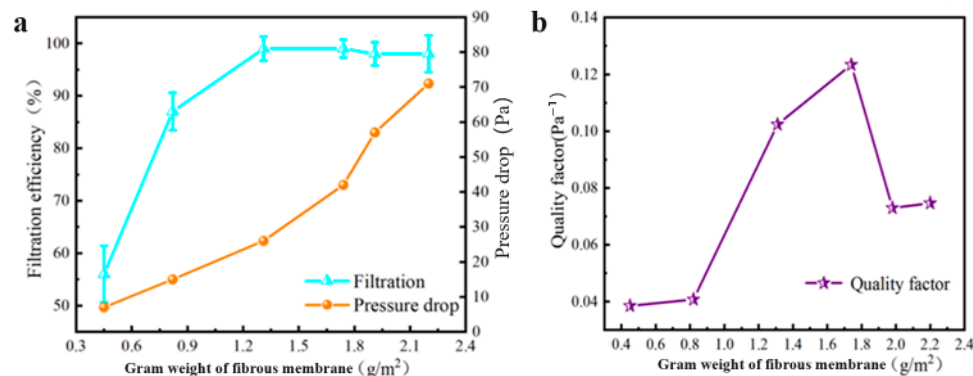 a
Filtration efficiency（%）
100
90
80
70
60
50
90
80
70
60
50
40
30
20
10
0
Pressure drop（Pa）
Filtration
Pressure drop
0.3 0.6 0.9 1.2 1.5 1.8 2.1 2.4
Gram weight of fibrous membrane（g/m²）
b
Quality factor(Pa⁻¹)
0.12
0.10
0.08
0.06
0.04
Quality factor
0.4 0.6 0.8 1.0 1.2 1.4 1.6 1.8 2.0 2.2
Gram weight of fibrous membrane（g/m²）